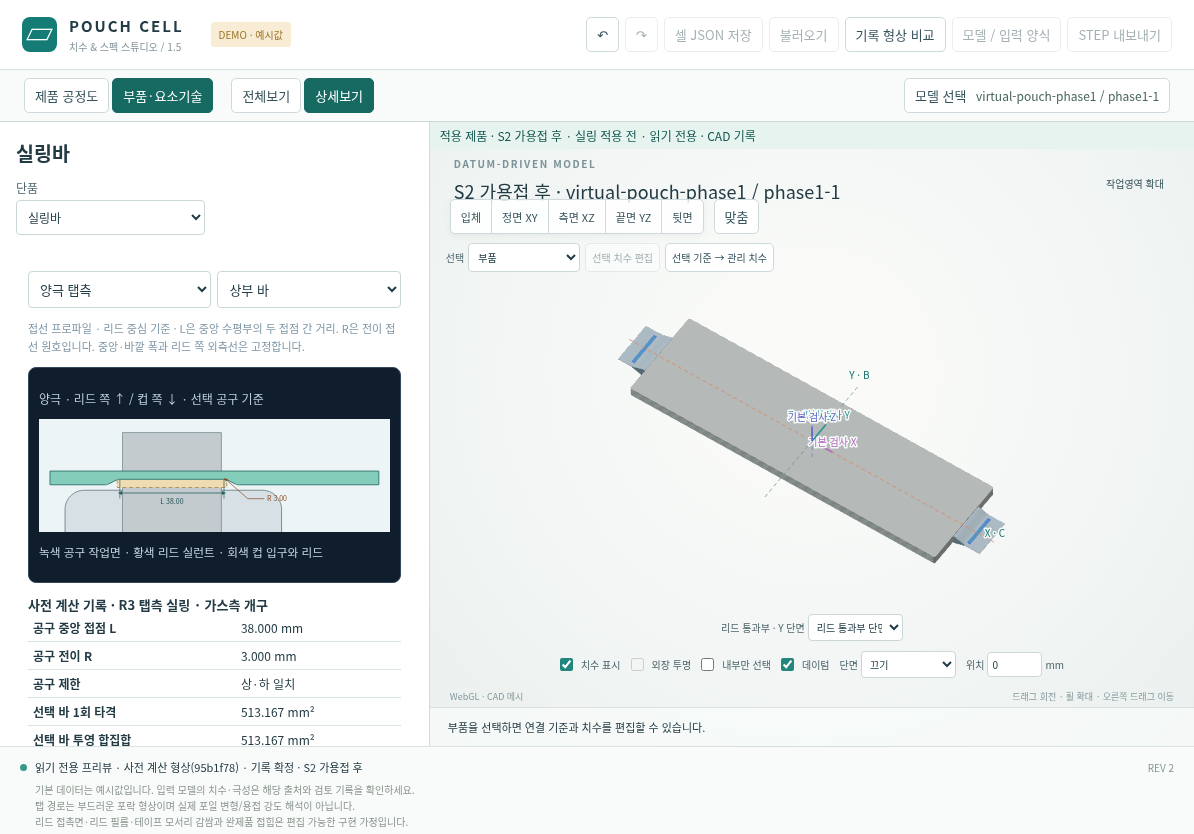 POUCH CELL
치수 & 스펙 스튜디오 / 1.5
DEMO · 예시값
↶
↷
셀 JSON 저장
불러오기
기록 형상 비교
모델 / 입력 양식
STEP 내보내기
제품 공정도
부품·요소기술
전체보기
상세보기
모델 선택 virtual-pouch-phase1 / phase1-1
실링바
단품
실링바
양극 탭측
상부 바
접선 프로파일 · 리드 중심 기준 · L은 중앙 수평부의 두 접점 간 거리. R은 전이 접
선 원호입니다. 중앙·바깥 폭과 리드 쪽 외측선은 고정합니다.
양극 · 리드 쪽 ↑ / 컵 쪽 ↓ · 선택 공구 기준
L 38.00
R 3.00
녹색 공구 작업면 · 황색 리드 실런트 · 회색 컵 입구와 리드
사전 계산 기록 · R3 탭측 실링 · 가스측 개구
공구 중앙 접점 L 38.000 mm
공구 전이 R 3.000 mm
공구 제한 상·하 일치
선택 바 1회 타격 513.167 mm²
선택 바 투영 합집합 513.167 mm²
적용 제품 · S2 가용접 후 · 실링 적용 전 · 읽기 전용 · CAD 기록
DATUM-DRIVEN MODEL
S2 가용접 후 · virtual-pouch-phase1 / phase1-1
작업영역 확대
입체
정면 XY
측면 XZ
끝면 YZ
뒷면
맞춤
선택
부품
선택 치수 편집
선택 기준 → 관리 치수
Y · B
기본 검사 Z
Y
기본 검사 X
X · C
리드 통과부 · Y 단면
리드 통과부 단면
치수 표시
외장 투명
내부만 선택
데이텀
단면
끄기
위치
0
mm
WebGL · CAD 메시
드래그 회전 · 휠 확대 · 오른쪽 드래그 이동
부품을 선택하면 연결 기준과 치수를 편집할 수 있습니다.
읽기 전용 프리뷰 · 사전 계산 형상(95b1f78) · 기록 확정 · S2 가용접 후
REV 2
기본 데이터는 예시값입니다. 입력 모델의 치수·극성은 해당 출처와 검토 기록을 확인하세요.
탭 경로는 부드러운 포락 형상이며 실제 포일 변형/용접 강도 해석이 아닙니다.
리드 접촉면·리드 필름·테이프 모서리 감쌈과 완제품 접힘은 편집 가능한 구현 가정입니다.